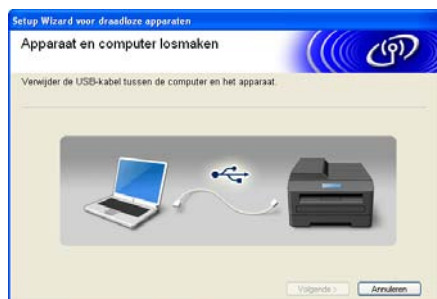 Setup Wizard voor draadloze apparaten
Apparaat en computer losmaken
Verwijder de USB-kabel tussen de computer en het apparaat.
Volgende >
Annuleren